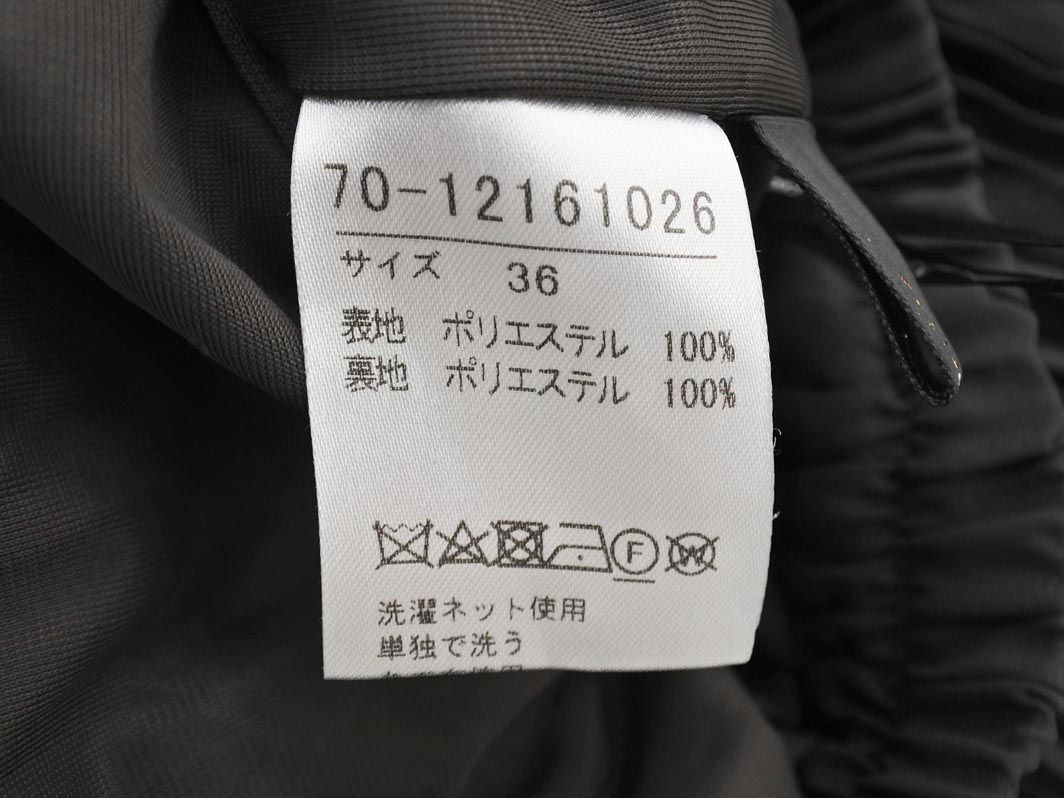 70-12161026
サイズ 36
表地 ポリエステル 100%
裏地 ポリエステル 100%
F W
洗濯ネット使用
単独で洗う